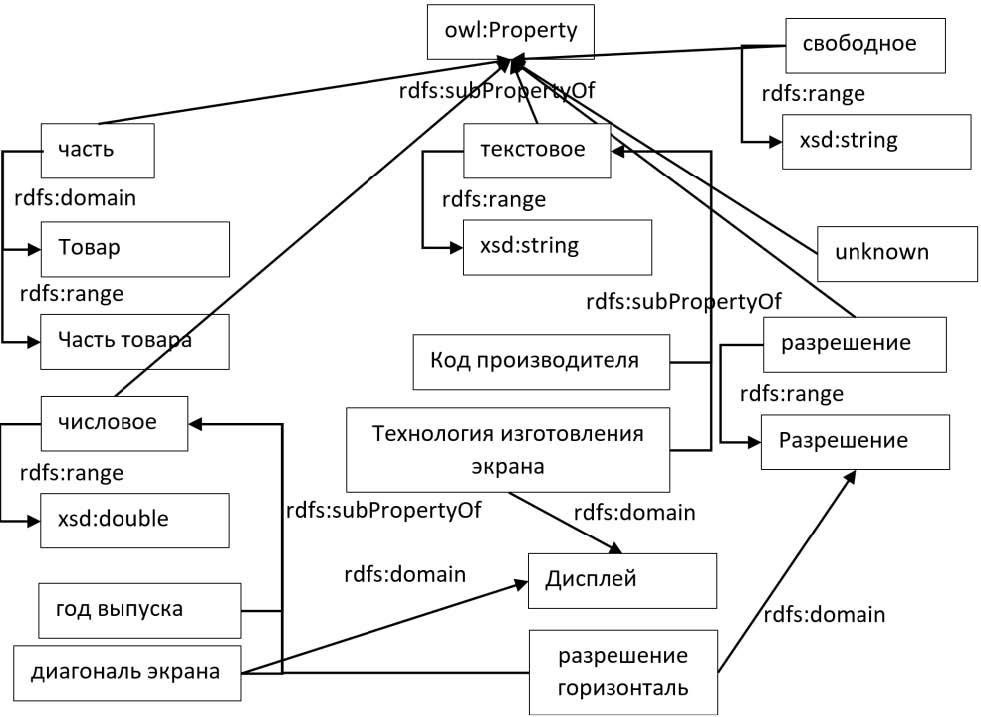 owl:Property
свободное
rdfs:subPropertyOf
rdfs:range
часть
текстовое
xsd:string
rdfs:domain
rdfs:range
Товар
xsd:string
unknown
rdfs:range
rdfs:subPropertyOf
Часть товара
Код производителя
разрешение
rdfs:range
числовое
Технология изготовления
экрана
Разрешение
rdfs:range
xsd:double
rdfs:subPropertyOf
rdfs:domain
rdfs:domain
Дисплей
год выпуска
rdfs:domain
диагональ экрана
разрешение
горизонталь